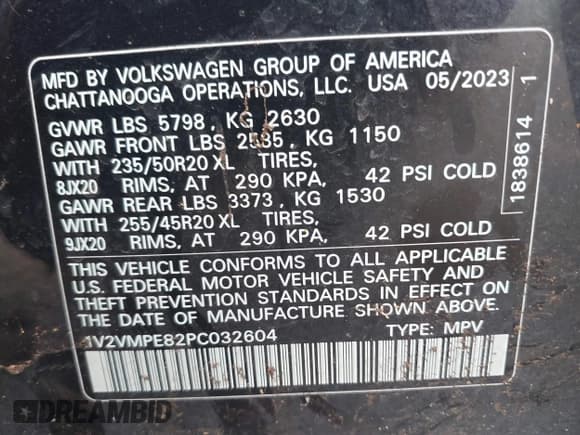 MFD BY VOLKSWAGEN GROUP OF AMERICA
CHATTANOOGA OPERATIONS, LLC. USA 05/2023
GVWR LBS 5798, KG 2630
GAWR FRONT LBS 2535, KG 1150
WITH 235/50R20 XL TIRES,
8JX20 RIMS, AT 290 KPA, 42 PSI COLD
GAWR REAR LBS 3373, KG 1530
WITH 255/45R20 XL TIRES,
9JX20 RIMS, AT 290 KPA, 42 PSI COLD
THIS VEHICLE CONFORMS TO ALL APPLICABLE
U.S. FEDERAL MOTOR VEHICLE SAFETY AND
THEFT PREVENTION STANDARDS IN EFFECT ON
THE DATE OF MANUFACTURE SHOWN ABOVE.
1V2VMPE82PC032604 TYPE: MPV
1838614 1
DREAMBID